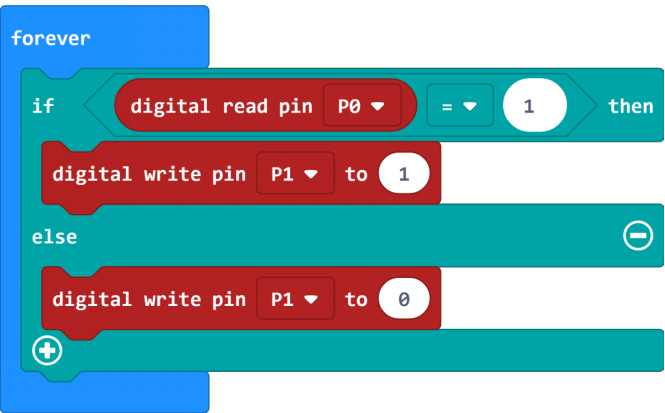 forever
if digital read pin P0 = 1 then
digital write pin P1 to 1
else
digital write pin P1 to 0